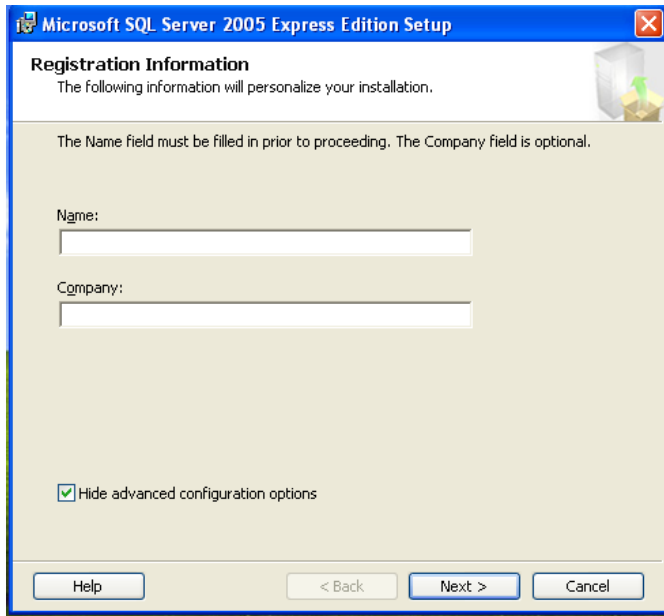 Microsoft SQL Server 2005 Express Edition Setup
Registration Information
The following information will personalize your installation.
The Name field must be filled in prior to proceeding. The Company field is optional.
Name:
Company:
Hide advanced configuration options
Help
< Back
Next >
Cancel